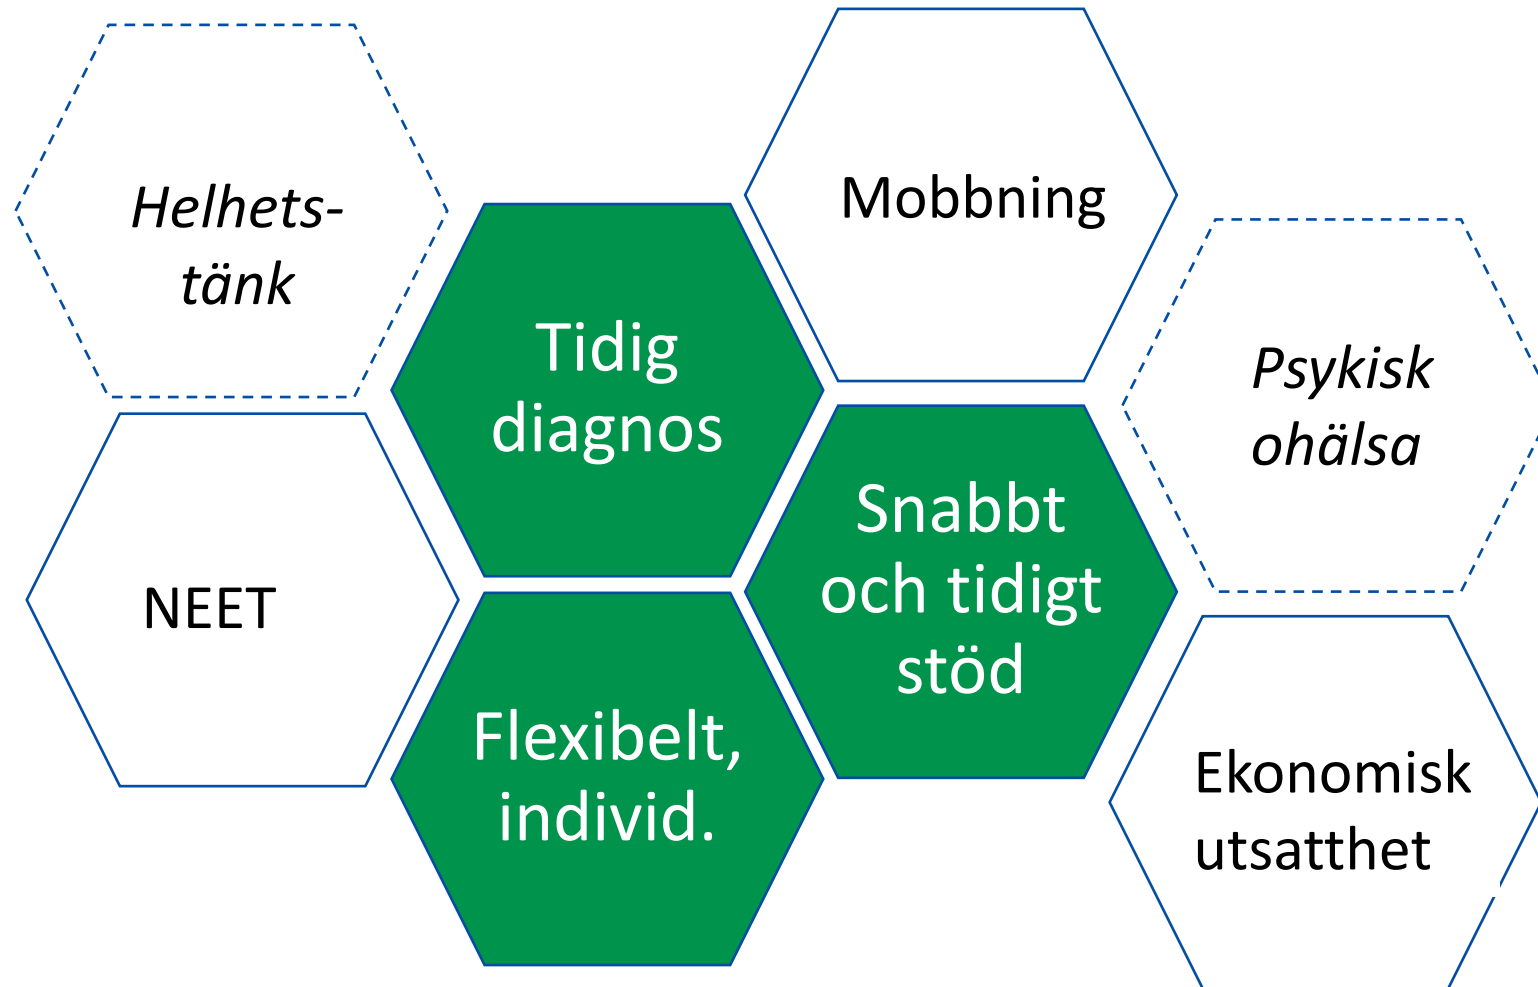 Helhets-
tänk
Tidig
diagnos
Mobbning
Psykisk
ohälsa
NEET
Snabbt
och tidigt
stöd
Flexibelt,
individ.
Ekonomisk
utsatthet